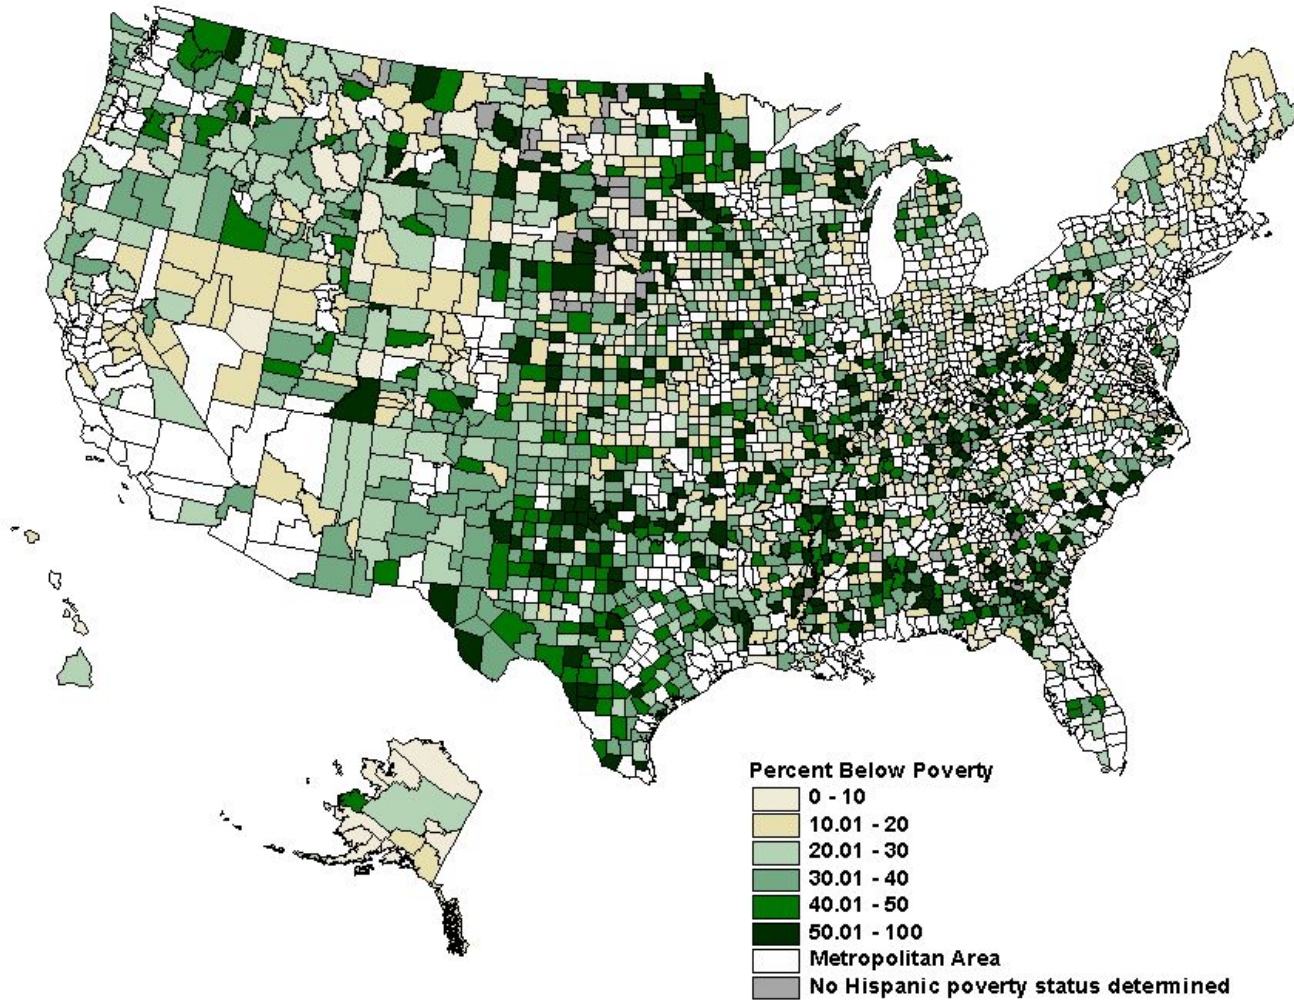 Percent Below Poverty
0 - 10
10.01 - 20
20.01 - 30
30.01 - 40
40.01 - 50
50.01 - 100
Metropolitan Area
No Hispanic poverty status determined